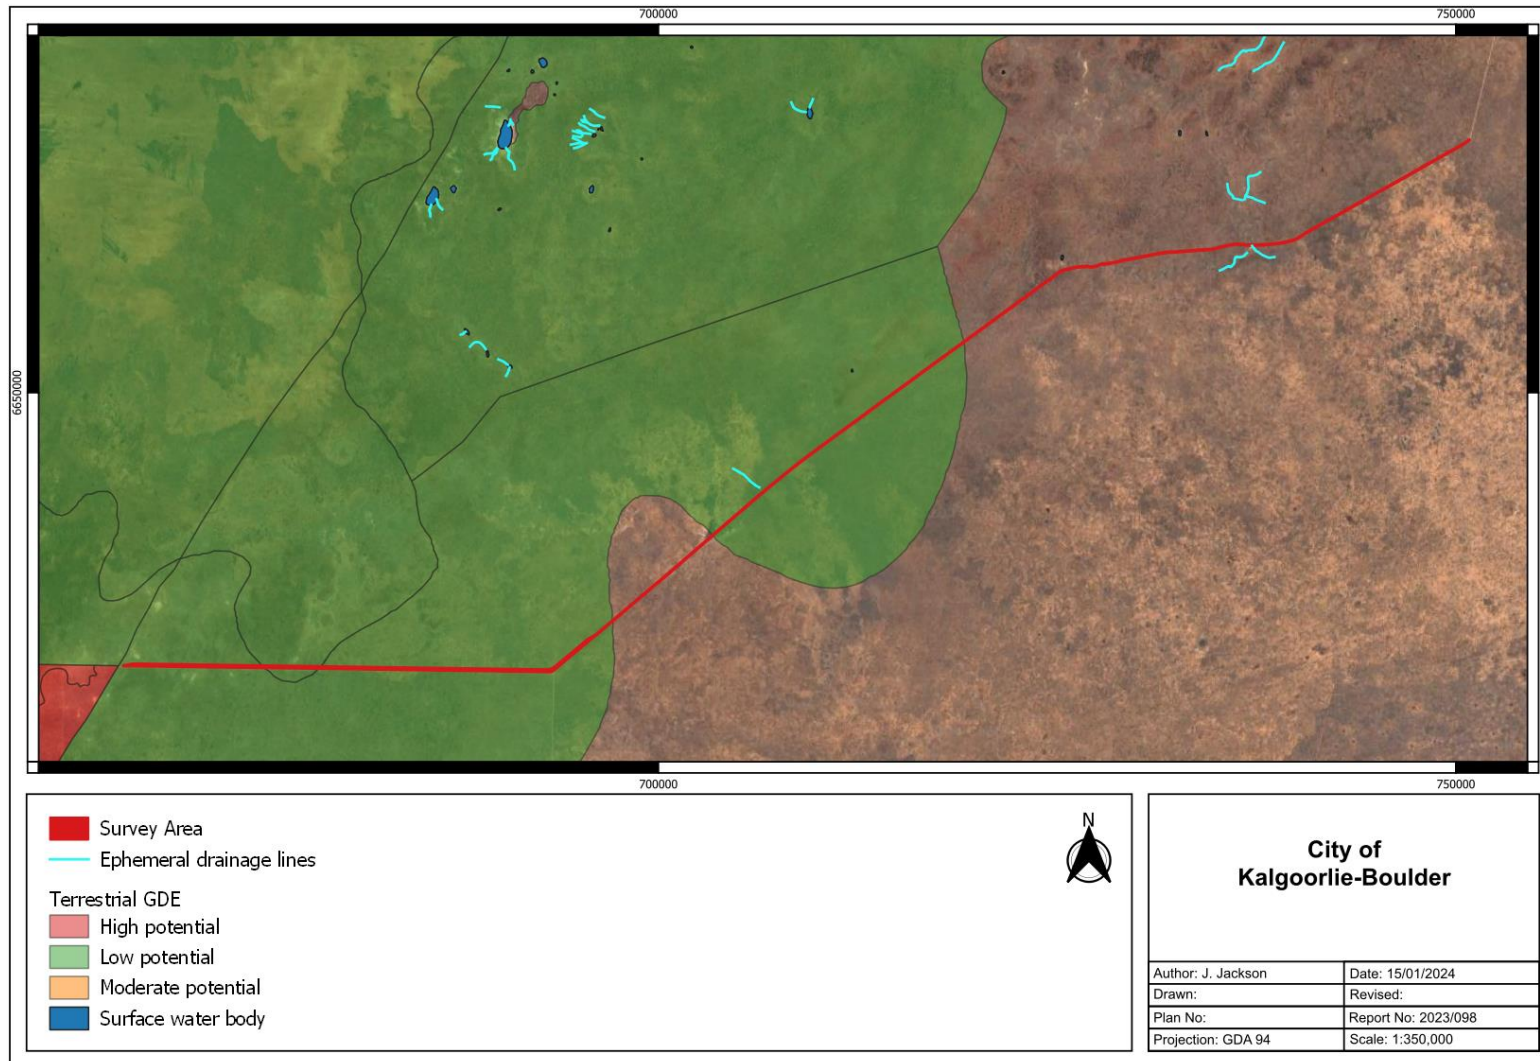 700000
750000
6650000
6650000
700000
750000
Survey Area
Ephemeral drainage lines
Terrestrial GDE
High potential
Low potential
Moderate potential
Surface water body
N
City of
Kalgoorlie-Boulder
Author: J. Jackson
Date: 15/01/2024
Drawn:
Revised:
Plan No:
Report No: 2023/098
Projection: GDA 94
Scale: 1:350,000